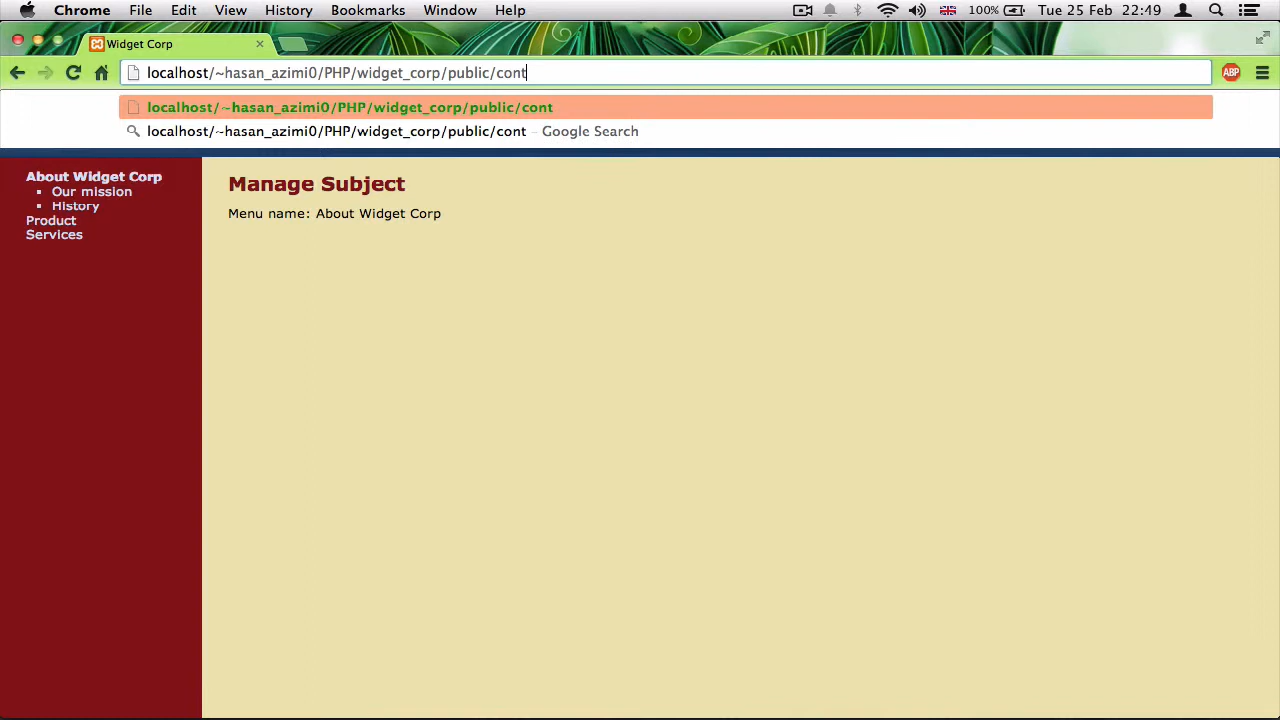 Chrome File Edit View History Bookmarks Window Help 100% Tue 25 Feb 22:49
Widget Corp
localhost/~hasan_azimi0/PHP/widget_corp/public/cont
ABP
localhost/~hasan_azimi0/PHP/widget_corp/public/cont
localhost/~hasan_azimi0/PHP/widget_corp/public/cont – Google Search
About Widget Corp
Our mission
History
Product
Services
Manage Subject
Menu name: About Widget Corp